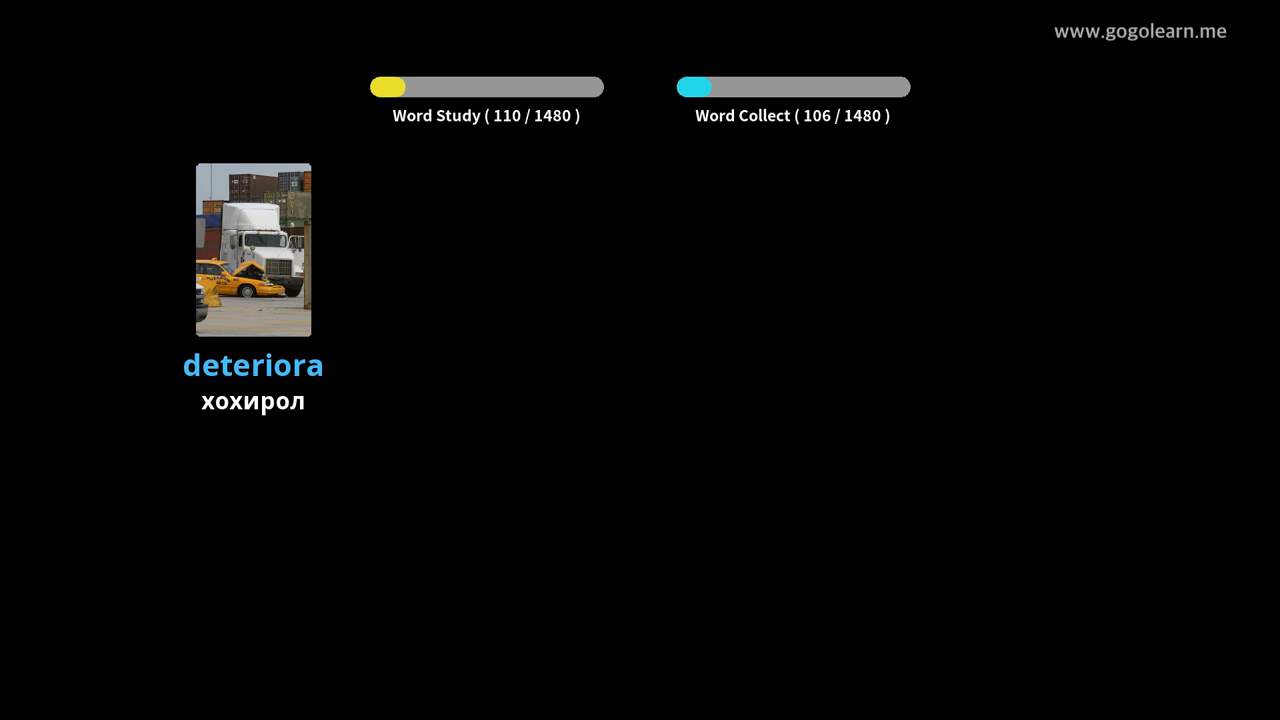 www.gogolearn.me
Word Study ( 110 / 1480 )
Word Collect ( 106 / 1480 )
deteriora
хохирол